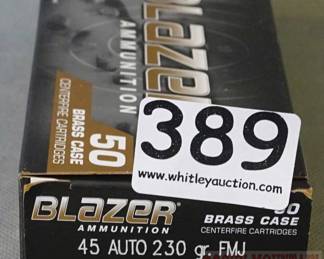 BLAZER
AMMUNITION
50
BRASS CASE
CENTERFIRE CARTRIDGES
389
www.whitleyauction.com
BLAZER
AMMUNITION
BRASS CASE
CENTERFIRE CARTRIDGES
45 AUTO 230 gr. FMJ